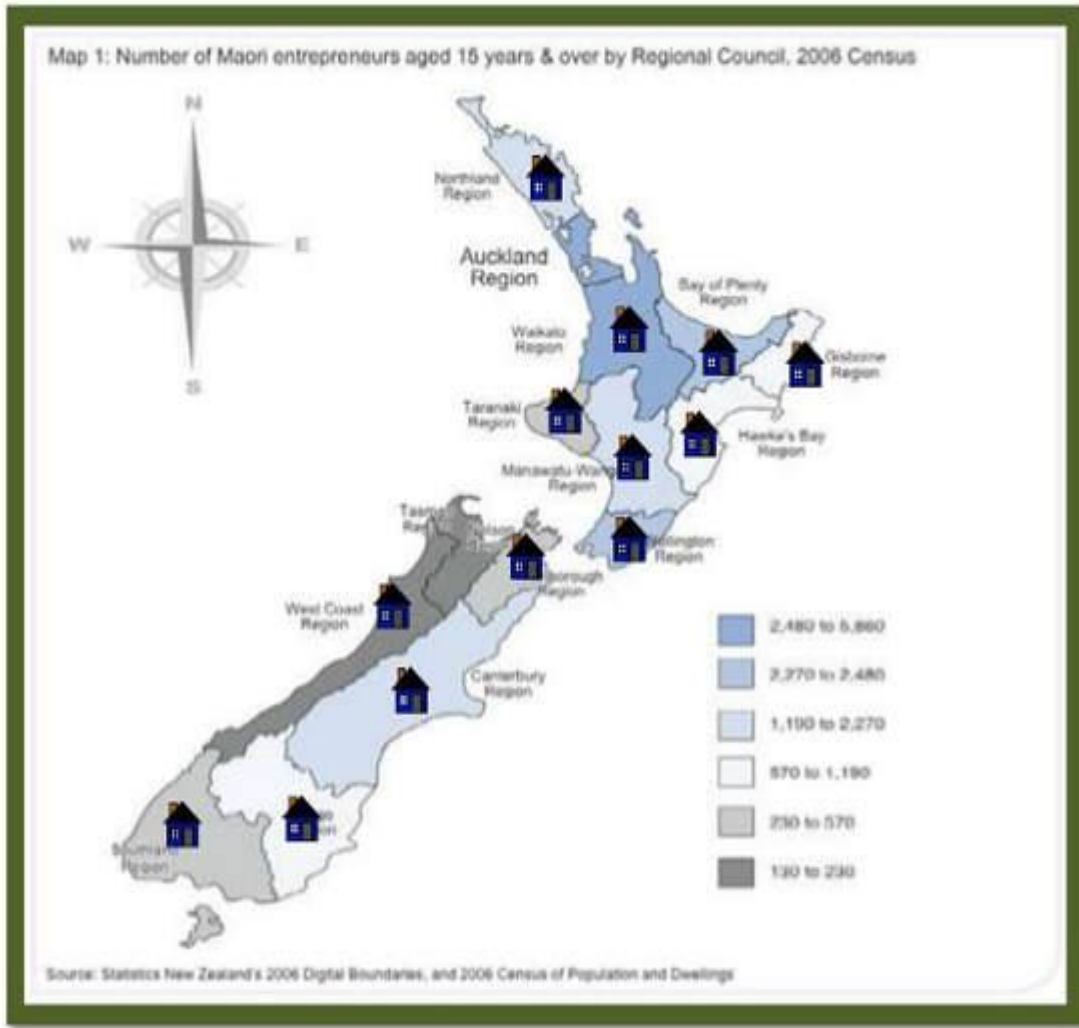 Map 1: Number of Maori entrepreneurs aged 15 years & over by Regional Council, 2006 Census
N
W
E
S
Northland
Region
Auckland
Region
Bay of Plenty
Region
Waikato
Region
Gisborne
Region
Taranaki
Region
Hawke's Bay
Region
Manawatu-Wang
Region
Region
West Coast
Region
Region
Canterbury
Region
Region
2,480 to 5,860
2,270 to 2,480
1,190 to 2,270
570 to 1,190
230 to 570
130 to 230
Source: Statistics New Zealand's 2006 Digital Boundaries, and 2006 Census of Population and Dwellings